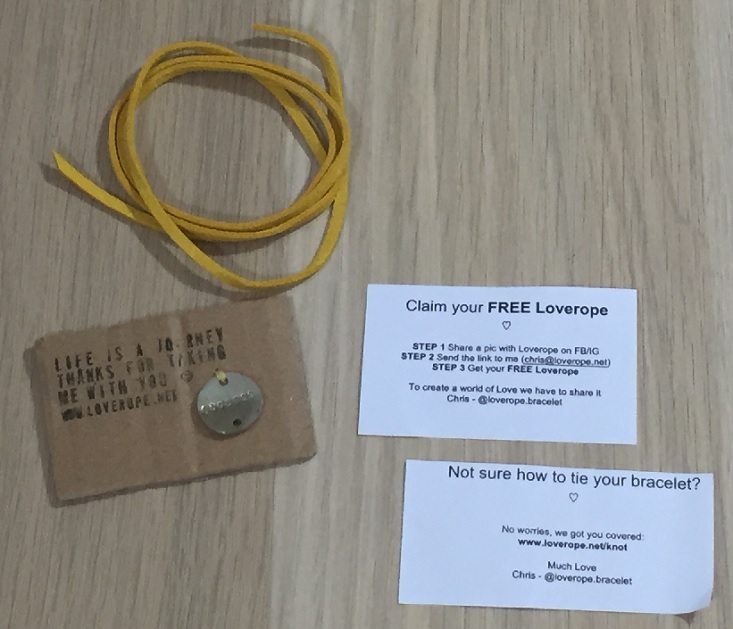 LIFE IS A JOURNEY
THANKS FOR TAKING
ME WITH YOU ♡
WWW.LOVEROPE.NET
Claim your FREE Loverope
♡
STEP 1 Share a pic with Loverope on FB/IG
STEP 2 Send the link to me (chris@loverope.net)
STEP 3 Get your FREE Loverope
To create a world of Love we have to share it
Chris - @loverope.bracelet
Not sure how to tie your bracelet?
♡
No worries, we got you covered:
www.loverope.net/knot
Much Love
Chris - @loverope.bracelet